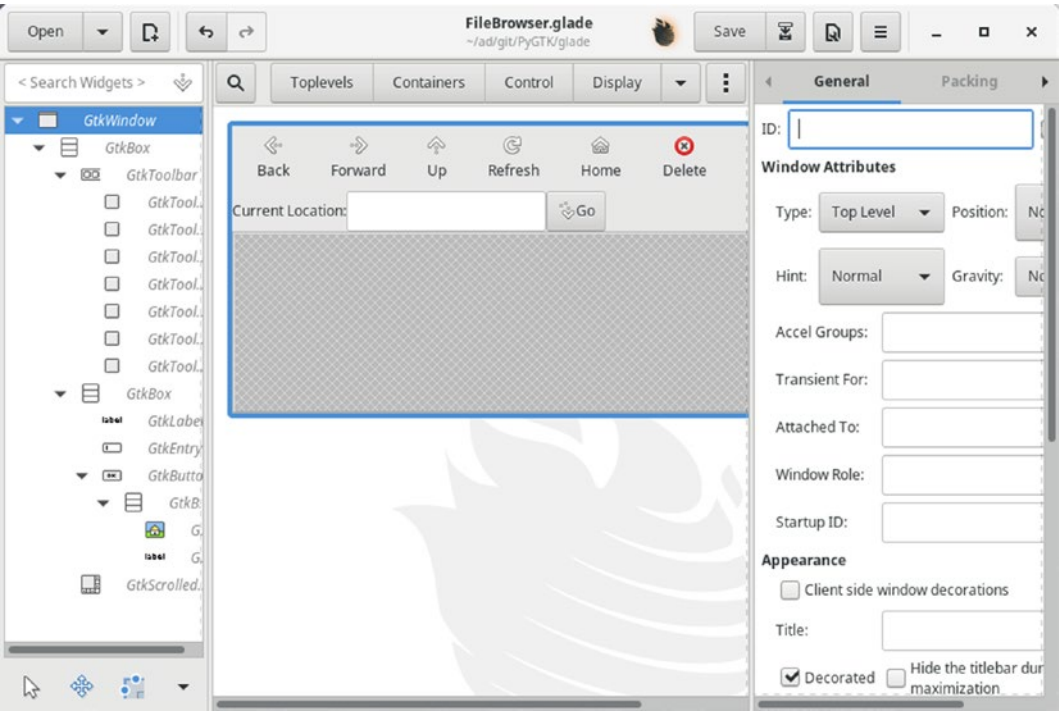 Open
FileBrowser.glade
~/ad/git/PyGTK/glade
Save
< Search Widgets >
Toplevels Containers Control Display
General Packing
GtkWindow
GtkBox
GtkToolbar
GtkTool..
GtkTool..
GtkTool..
GtkTool..
GtkTool..
GtkTool..
GtkTool..
GtkBox
label GtkLabel
GtkEntry
GtkButto
GtkB
G.
label G.
GtkScrolled..
Back Forward Up Refresh Home Delete
Current Location: Go
ID:
Window Attributes
Type: Top Level Position: No
Hint: Normal Gravity: No
Accel Groups:
Transient For:
Attached To:
Window Role:
Startup ID:
Appearance
Client side window decorations
Title:
Decorated Hide the titlebar dur
maximization